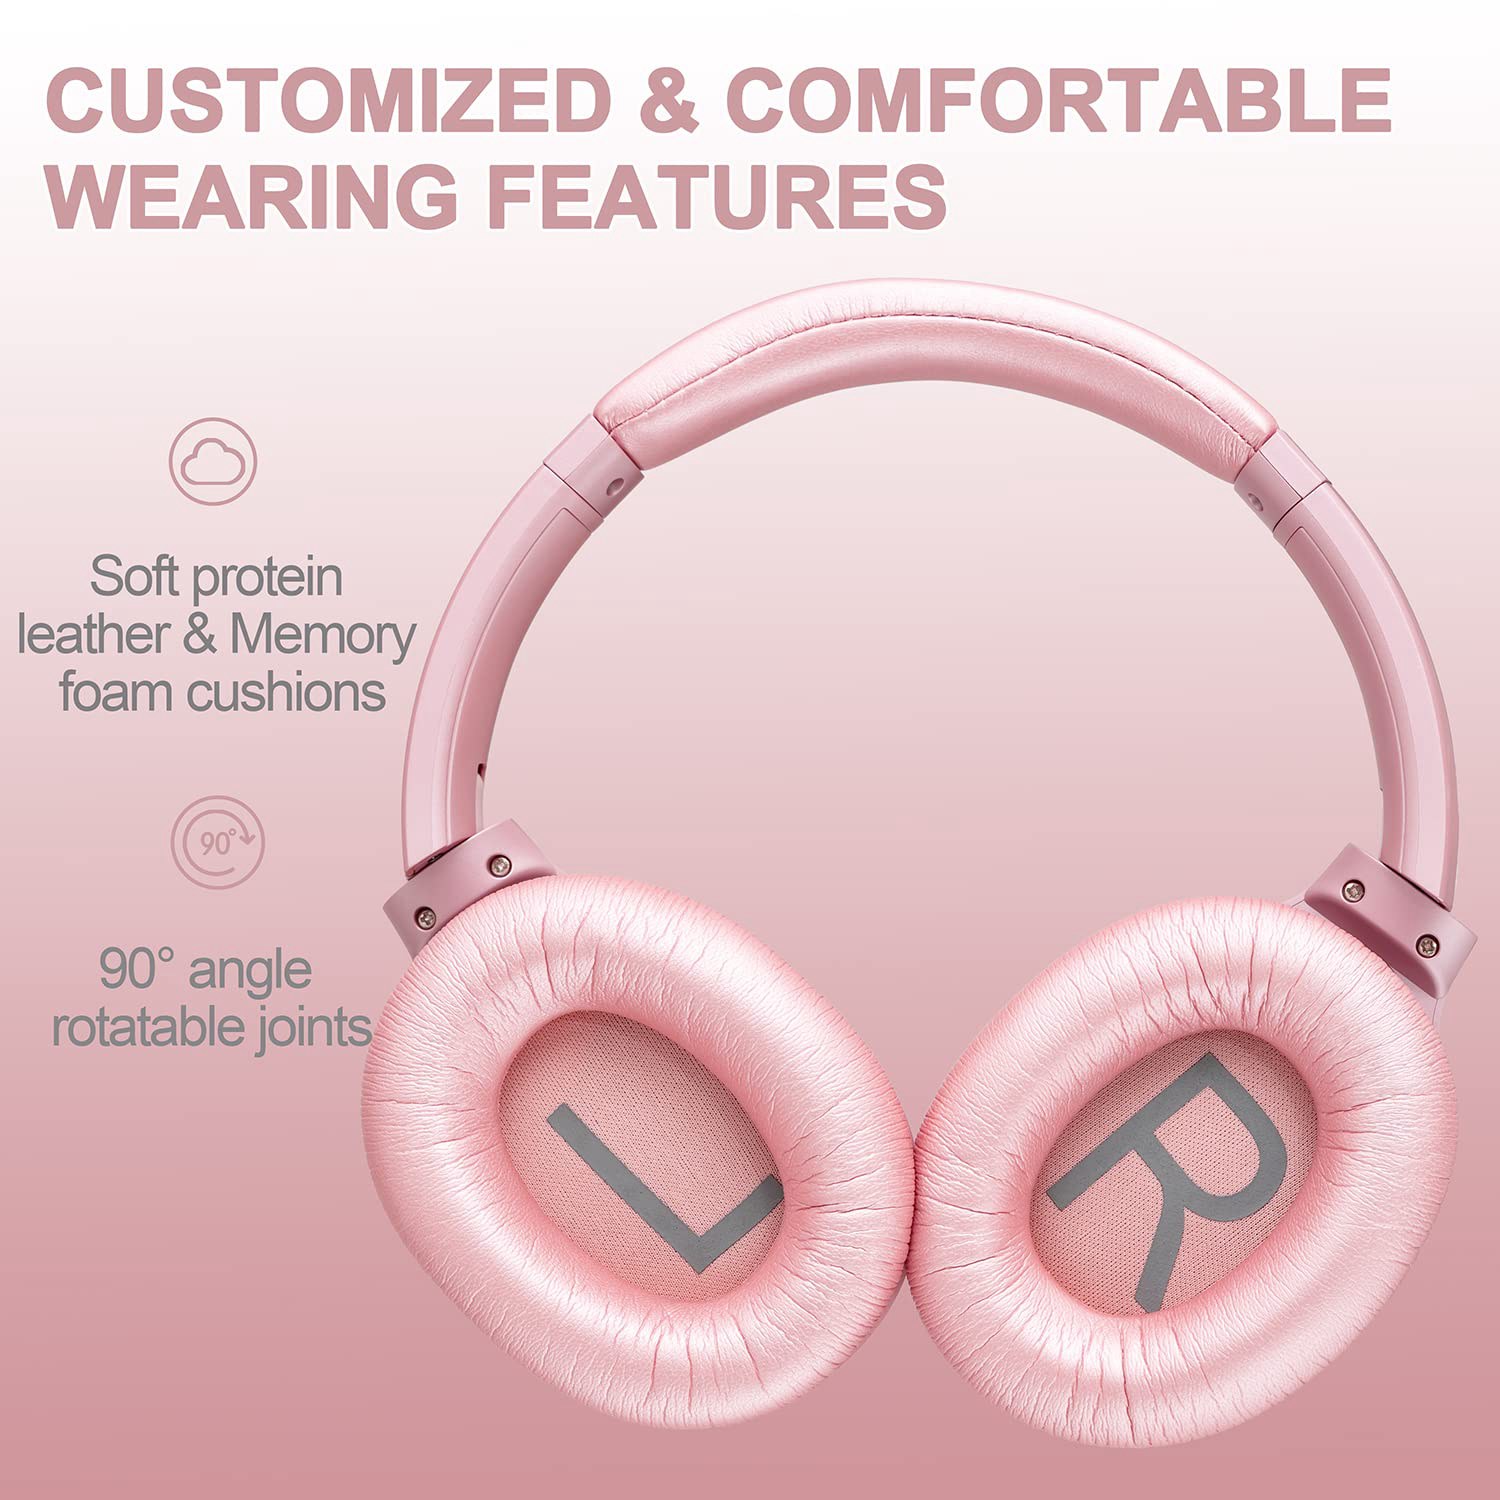 CUSTOMIZED & COMFORTABLE
WEARING FEATURES
Soft protein
leather & Memory
foam cushions
90°
90° angle
rotatable joints
L
R